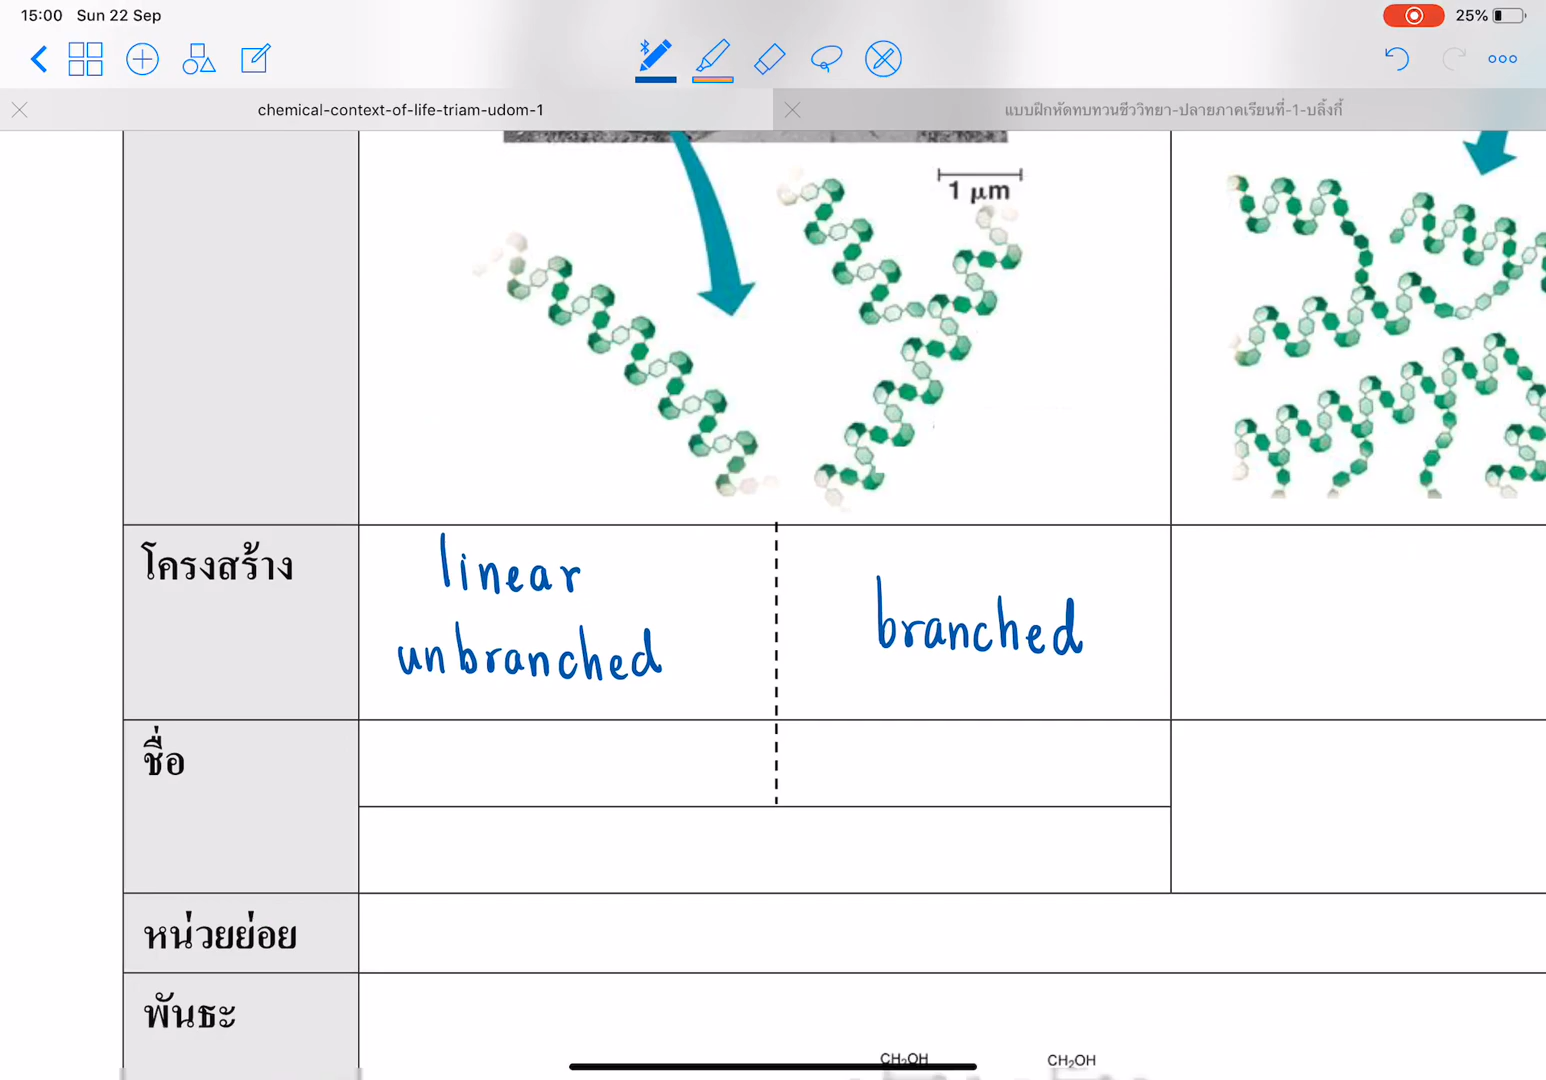 15:00 Sun 22 Sep
25%
chemical-context-of-life-triam-udom-1
แบบฝึกหัดทบทวนชีววิทยา-ปลายภาคเรียนที่-1-บลิ้งกี้
1 μm
โครงสร้าง
linear
unbranched
branched
ชื่อ
หน่วยย่อย
พันธะ
CH₂OH
CH₂OH